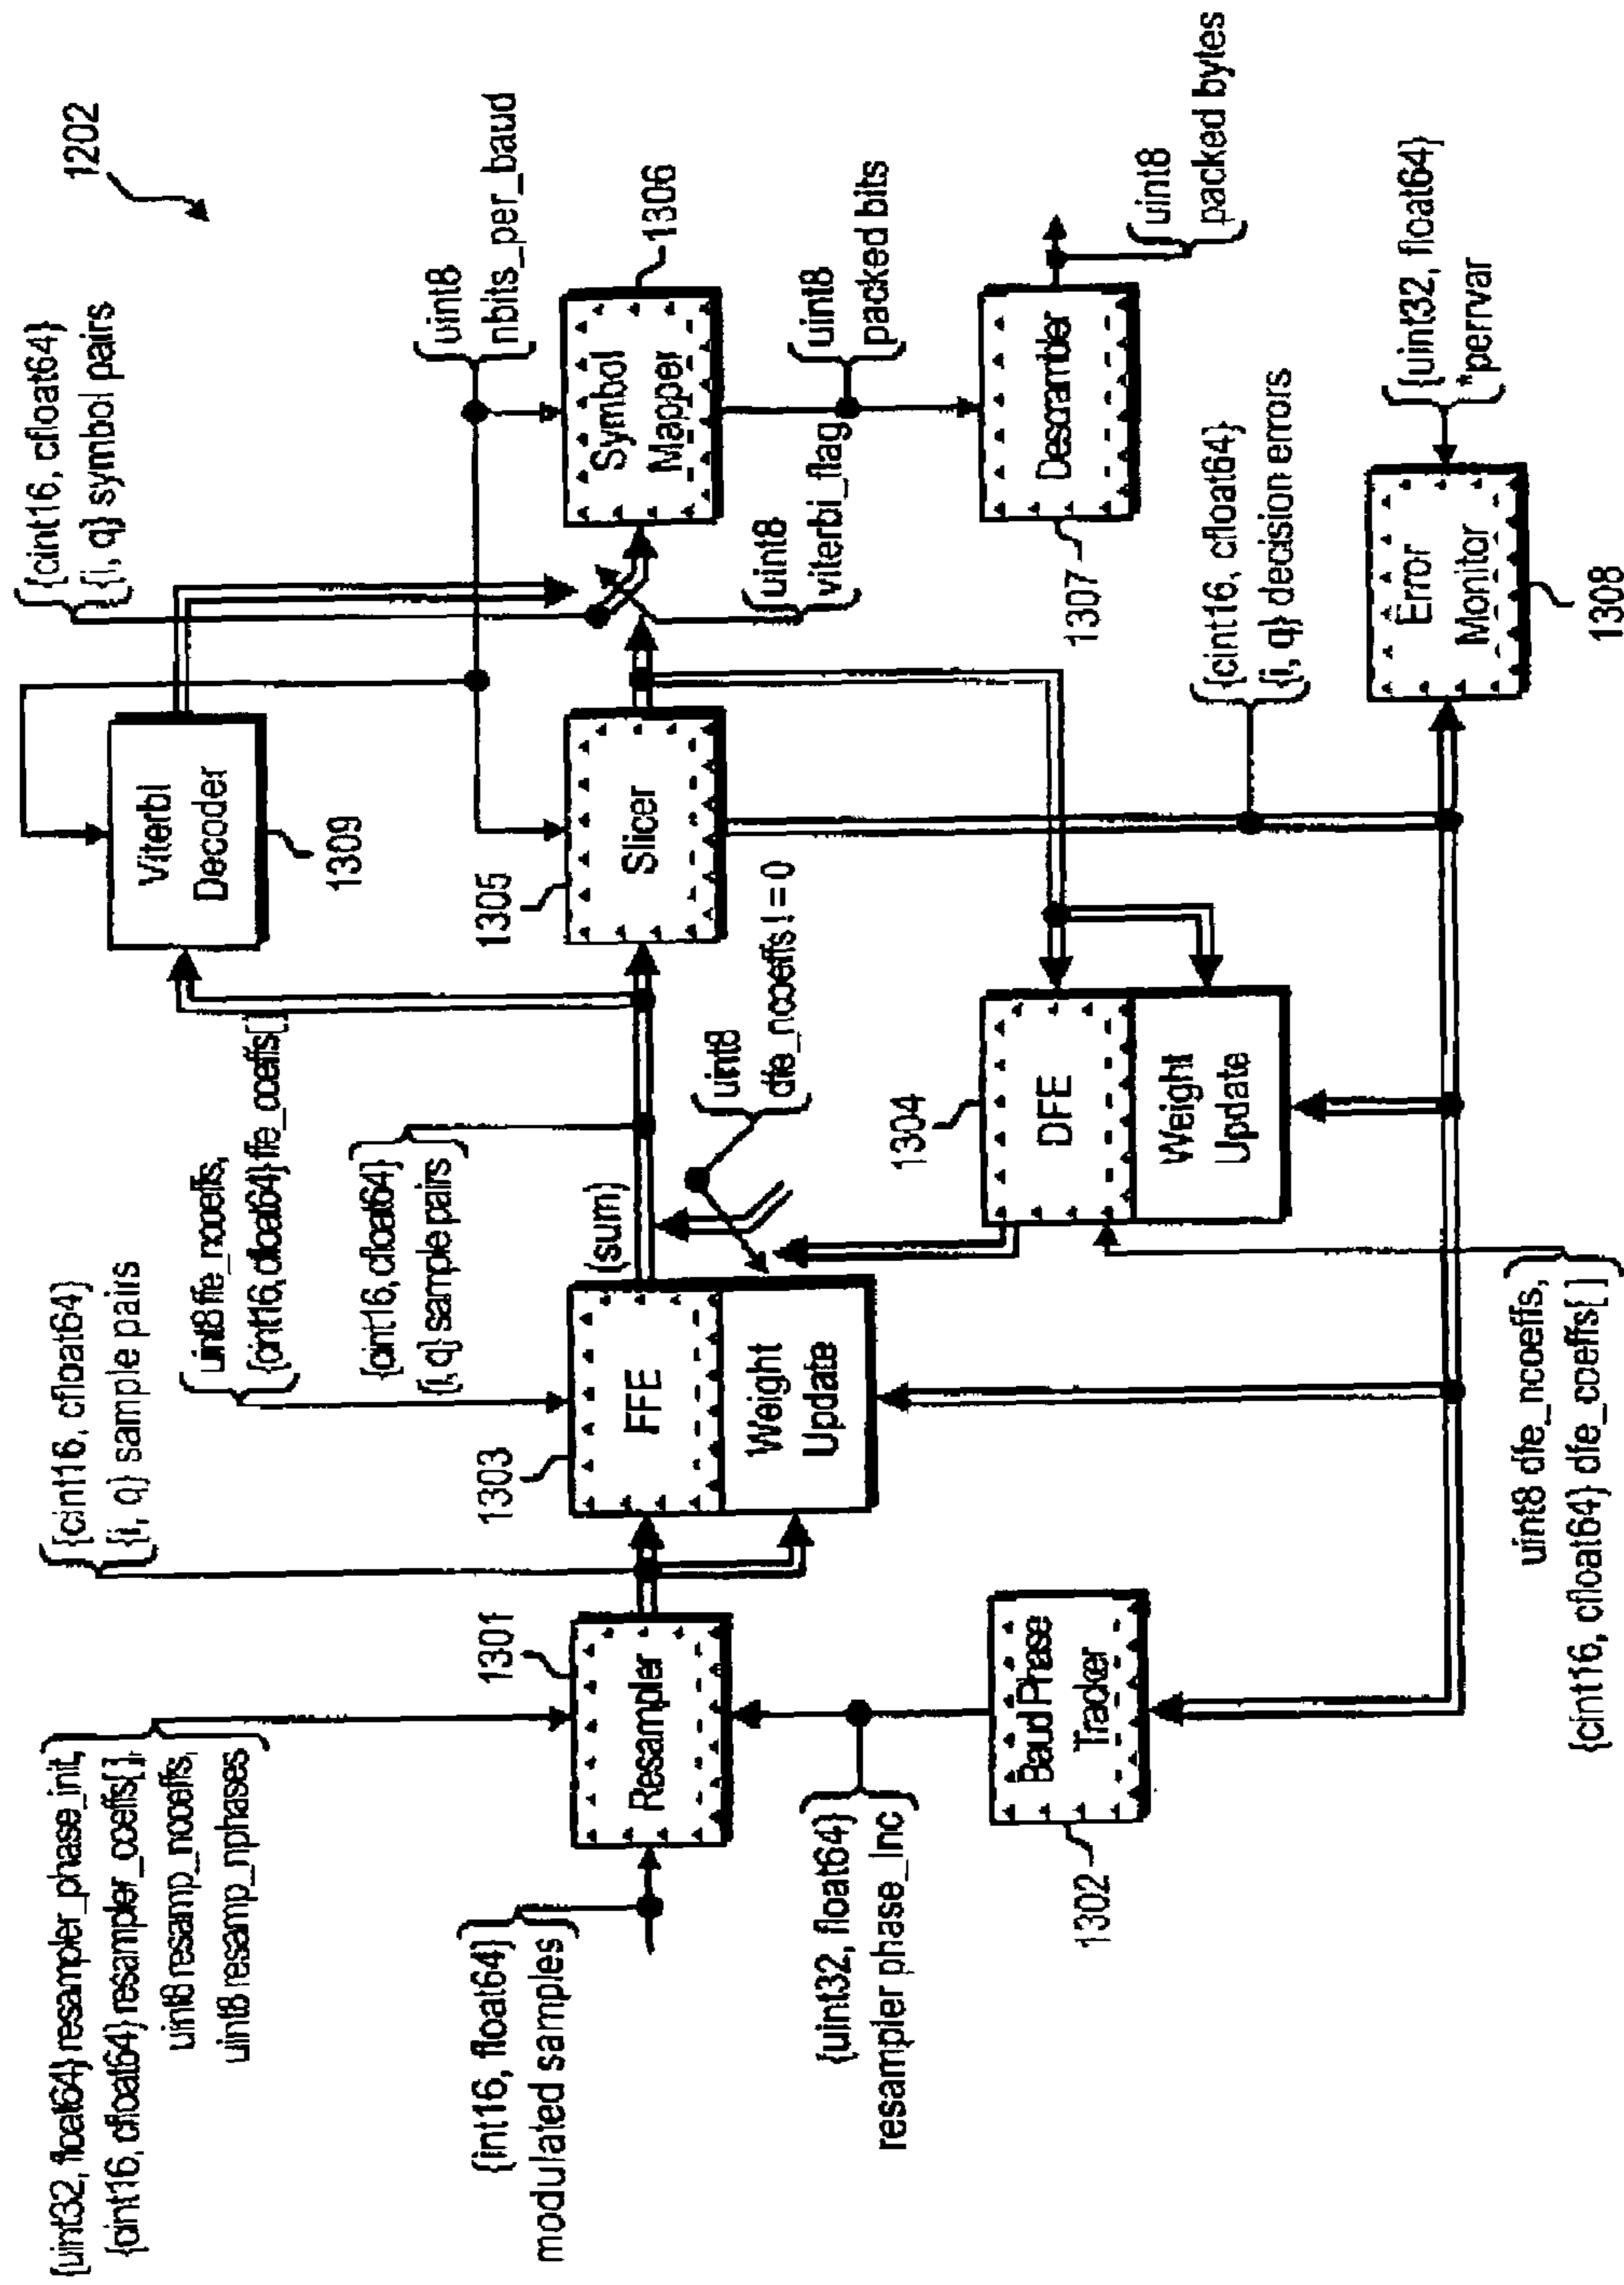 1202
{uint32, float64} resampler_phase_init,
{cint16, cfloat64} resampler_coeffs[],
uint8 resamp_ncoeffs,
uint8 resamp_nphases
{cint16, cfloat64}
{i, q} sample pairs
uint8 ffe_ncoeffs,
{cint16, cfloat64} ffe_coeffs[]
{cint16, cfloat64}
{i, q} sample pairs
{cint16, cfloat64}
{i, q} symbol pairs
Viterbi
Decoder
1309
uint8
nbits_per_baud
{int16, float64}
modulated samples
1301
Resampler
1303
FFE
Weight
Update
(sum)
uint8
dfe_ncoeffs != 0
1305
Slicer
uint8
viterbi_flag
Symbol
Mapper
1306
uint8
packed bits
{uint32, float64}
resampler phase_inc
1302
Baud Phase
Tracker
1304
DFE
Weight
Update
1307
Descrambler
uint8
packed bytes
{cint16, cfloat64}
{i, q} decision errors
Error
Monitor
1308
{uint32, float64}
*perrvar
uint8 dfe_ncoeffs,
{cint16, cfloat64} dfe_coeffs[ ]